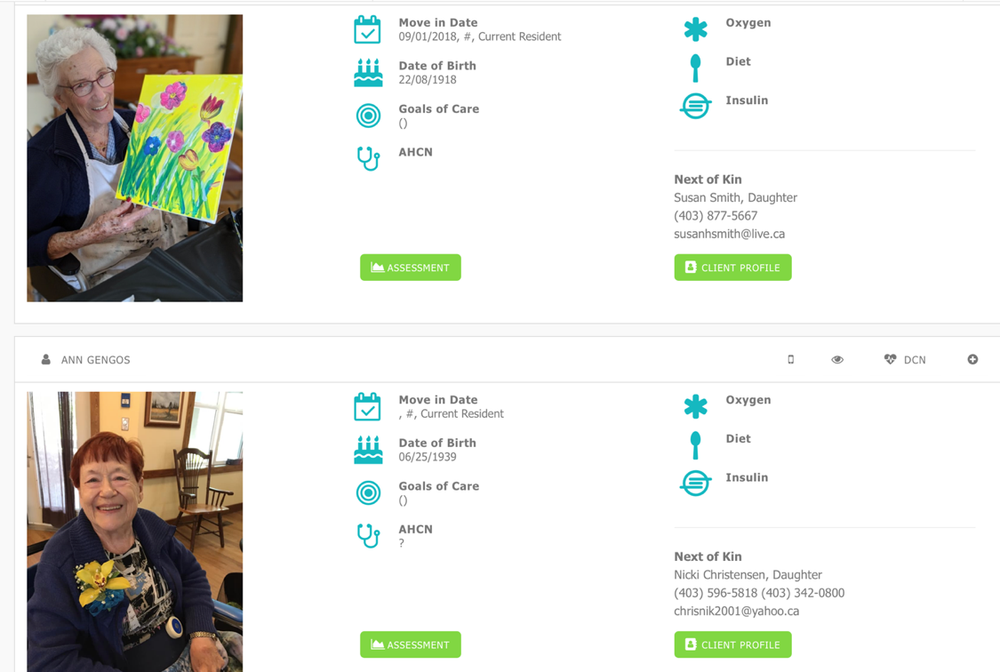 Move in Date
09/01/2018, #, Current Resident
Date of Birth
22/08/1918
Goals of Care
()
AHCN
ASSESSMENT
Oxygen
Diet
Insulin
Next of Kin
Susan Smith, Daughter
(403) 877-5667
susanhsmith@live.ca
CLIENT PROFILE
ANN GENGOS
DCN
Move in Date
, #, Current Resident
Date of Birth
06/25/1939
Goals of Care
()
AHCN
?
ASSESSMENT
Oxygen
Diet
Insulin
Next of Kin
Nicki Christensen, Daughter
(403) 596-5818 (403) 342-0800
chrisnik2001@yahoo.ca
CLIENT PROFILE